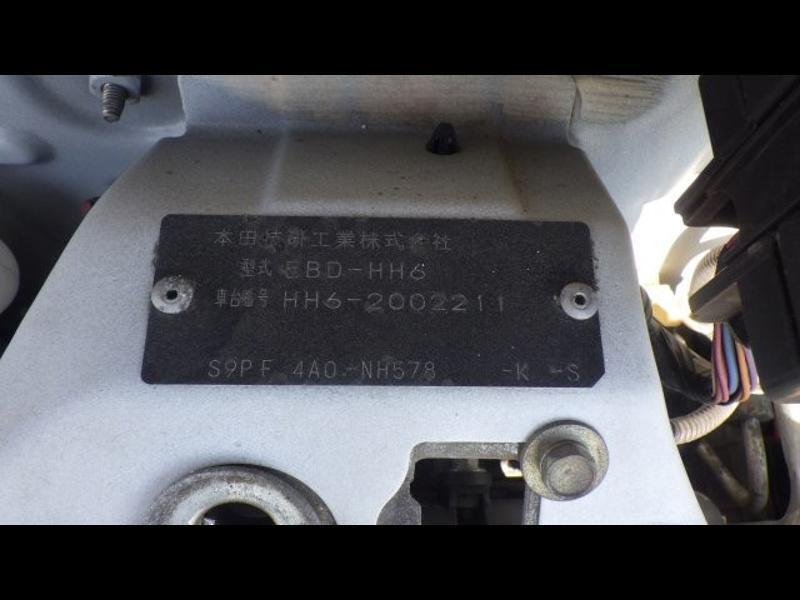 本田技研工業株式会社
型式 EBD-HH6
車台番号 HH6-2002211
S9PF 4A0 -NH578 -K -S